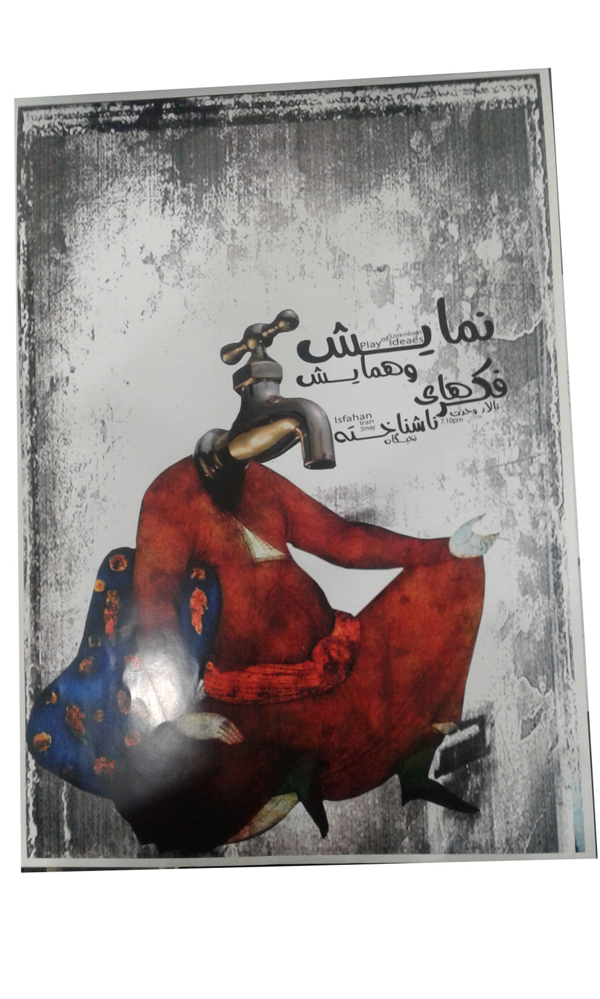 نمایش
Play of Unknown ideaes
وهمایش
فکرهای
تالار وحدت
7.10pm
ناشناخته
Isfahan
Iran
5may
نخبگان